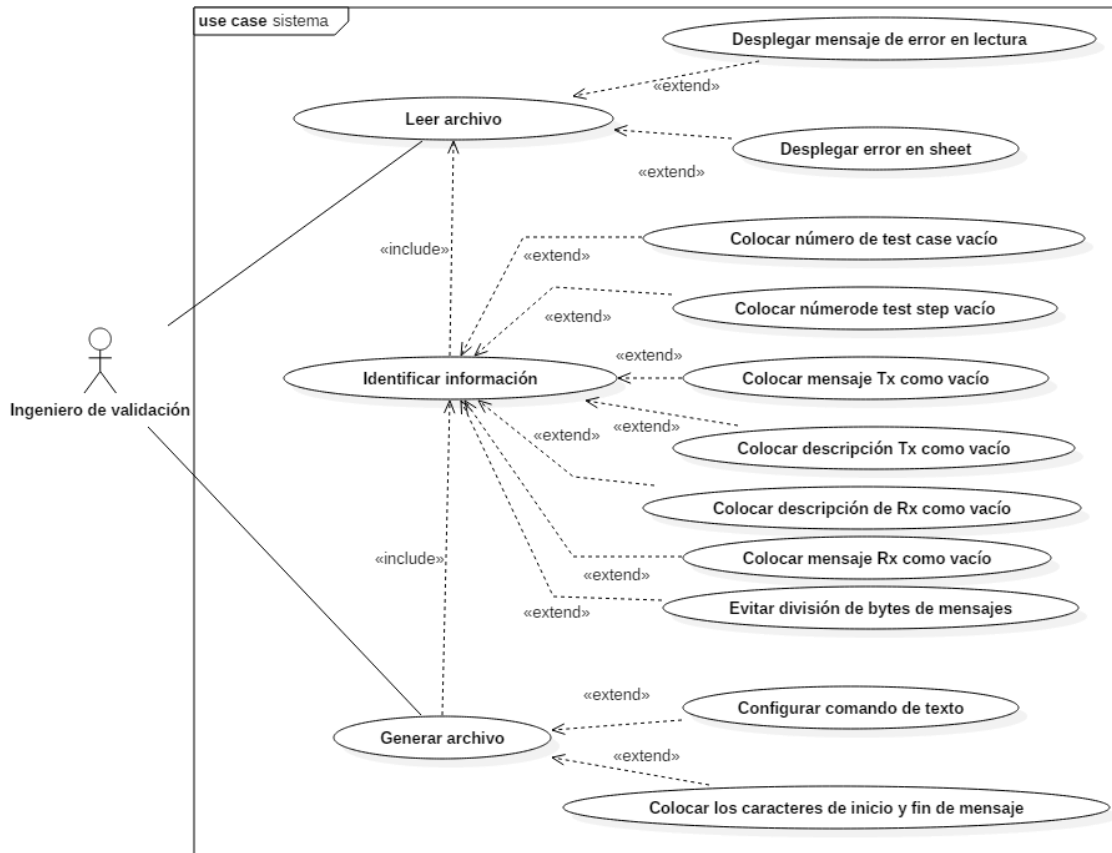 use case sistema
Desplegar mensaje de error en lectura
«extend»
Leer archivo
Desplegar error en sheet
«extend»
Colocar número de test case vacío
«include»
«extend»
Colocar númerode test step vacío
«extend»
«extend»
Identificar información
Colocar mensaje Tx como vacío
Ingeniero de validación
«extend»
«extend»
Colocar descripción Tx como vacío
Colocar descripción de Rx como vacío
«include»
Colocar mensaje Rx como vacío
«extend»
Evitar división de bytes de mensajes
«extend»
«extend»
Configurar comando de texto
Generar archivo
«extend»
Colocar los caracteres de inicio y fin de mensaje